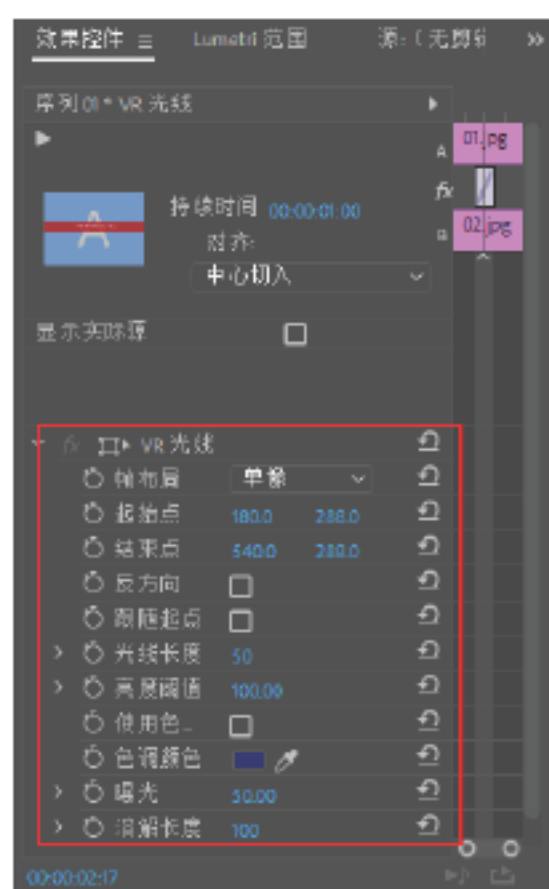 效果控件 ≡ Lumetri 范围 源:(无剪辑 »
序列 01 * VR 光线
A 01.jpg
fx
持续时间 00:00:01:00
B 02.jpg
对齐:
中心切入
显示实际源
fx VR 光线
帧布局 单像
起始点 180.0 288.0
结束点 540.0 288.0
反方向
跟随起点
光线长度 50
亮度阈值 100.00
使用色_
色调颜色
曝光 50.00
消解长度 100
00:00:02:17